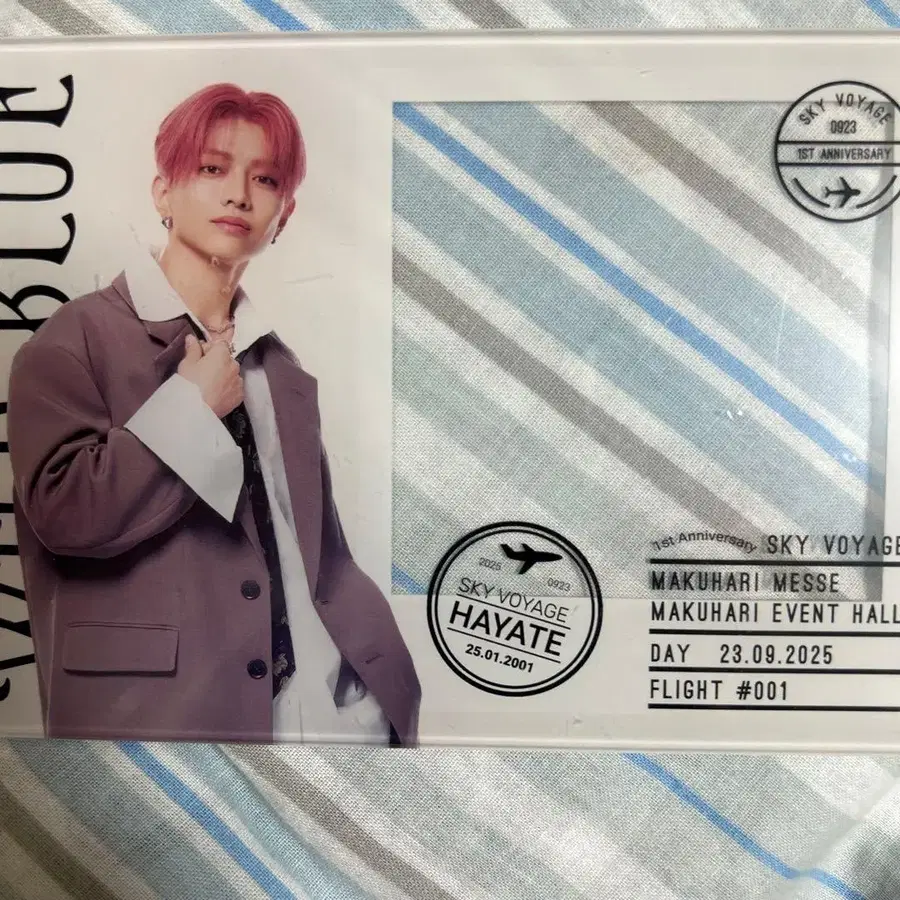 BLUE
SKY VOYAGE
0923
1ST ANNIVERSARY
2025 0923
SKY VOYAGE
HAYATE
25.01.2001
1st Anniversary SKY VOYAGE
MAKUHARI MESSE
MAKUHARI EVENT HALL
DAY 23.09.2025
FLIGHT #001